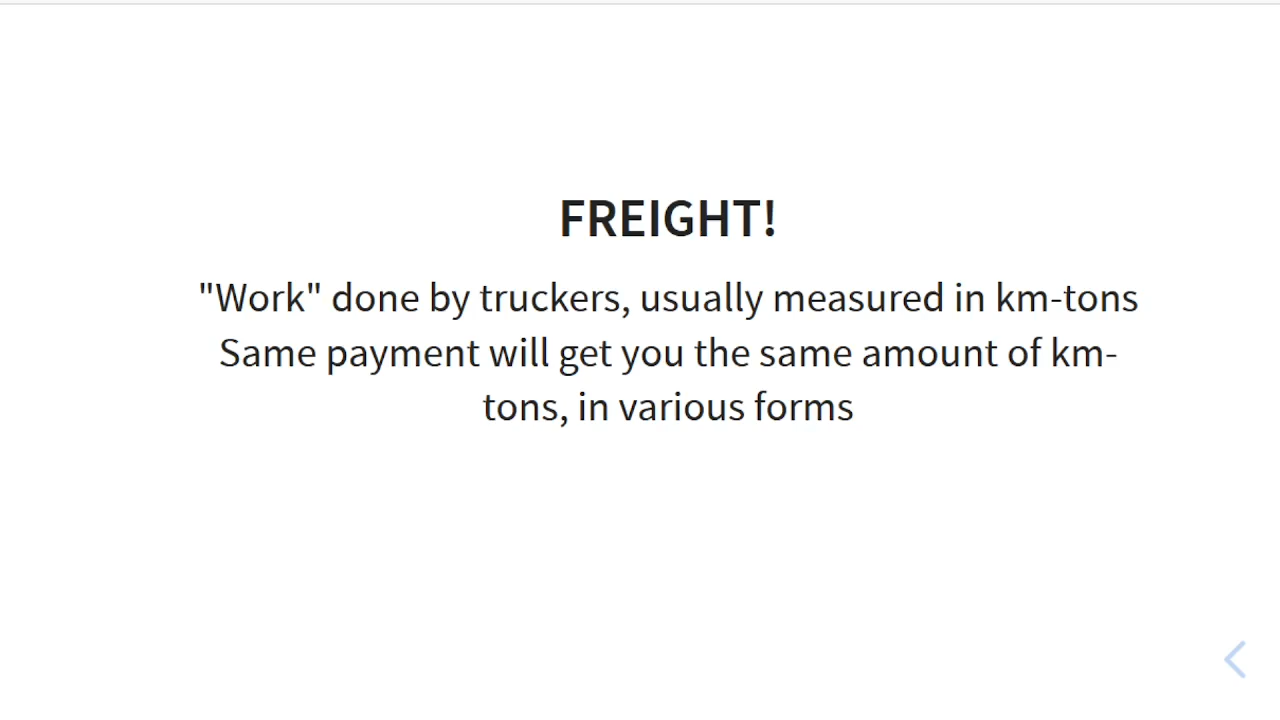 FREIGHT!
"Work" done by truckers, usually measured in km-tons
Same payment will get you the same amount of km-
tons, in various forms